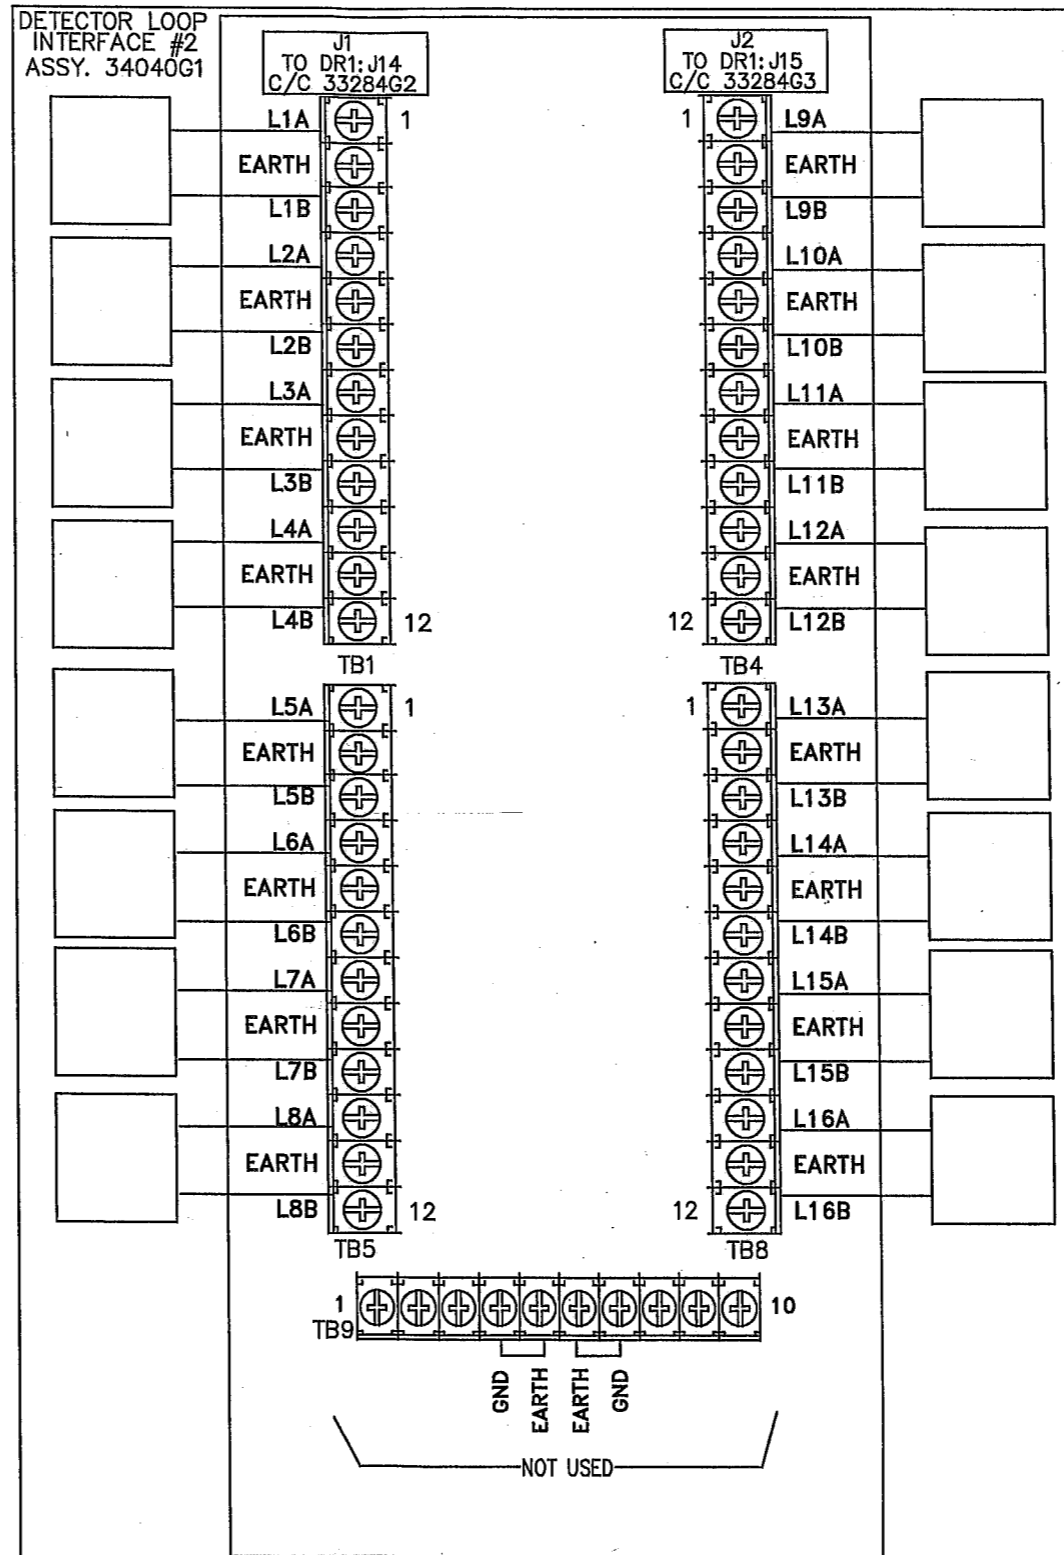 DETECTOR LOOP
INTERFACE #2
ASSY. 34040G1
J1
TO DR1:J14
C/C 33284G2
J2
TO DR1:J15
C/C 33284G3
L1A
1
EARTH
L1B
L2A
EARTH
L2B
L3A
EARTH
L3B
L4A
EARTH
L4B
12
TB1
L5A
1
EARTH
L5B
L6A
EARTH
L6B
L7A
EARTH
L7B
L8A
EARTH
L8B
12
TB5
1
L9A
EARTH
L9B
L10A
EARTH
L10B
L11A
EARTH
L11B
L12A
EARTH
12
L12B
TB4
1
L13A
EARTH
L13B
L14A
EARTH
L14B
L15A
EARTH
L15B
L16A
EARTH
12
L16B
TB8
1
10
TB9
GND
EARTH
EARTH
GND
NOT USED